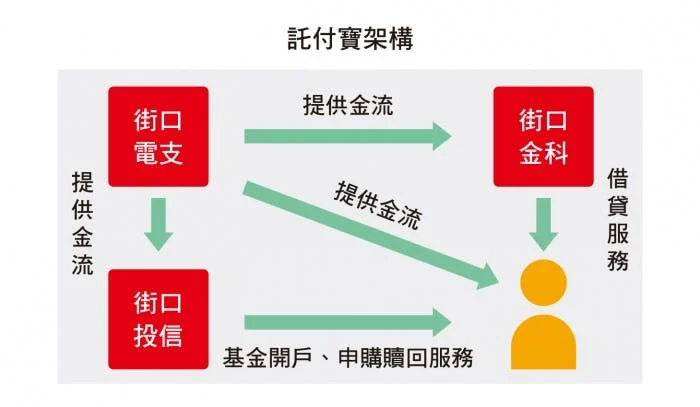 託付寶架構
街口
電支
提供金流
街口
金科
提供金流
提供金流
借貸服務
街口
投信
基金開戶、申購贖回服務